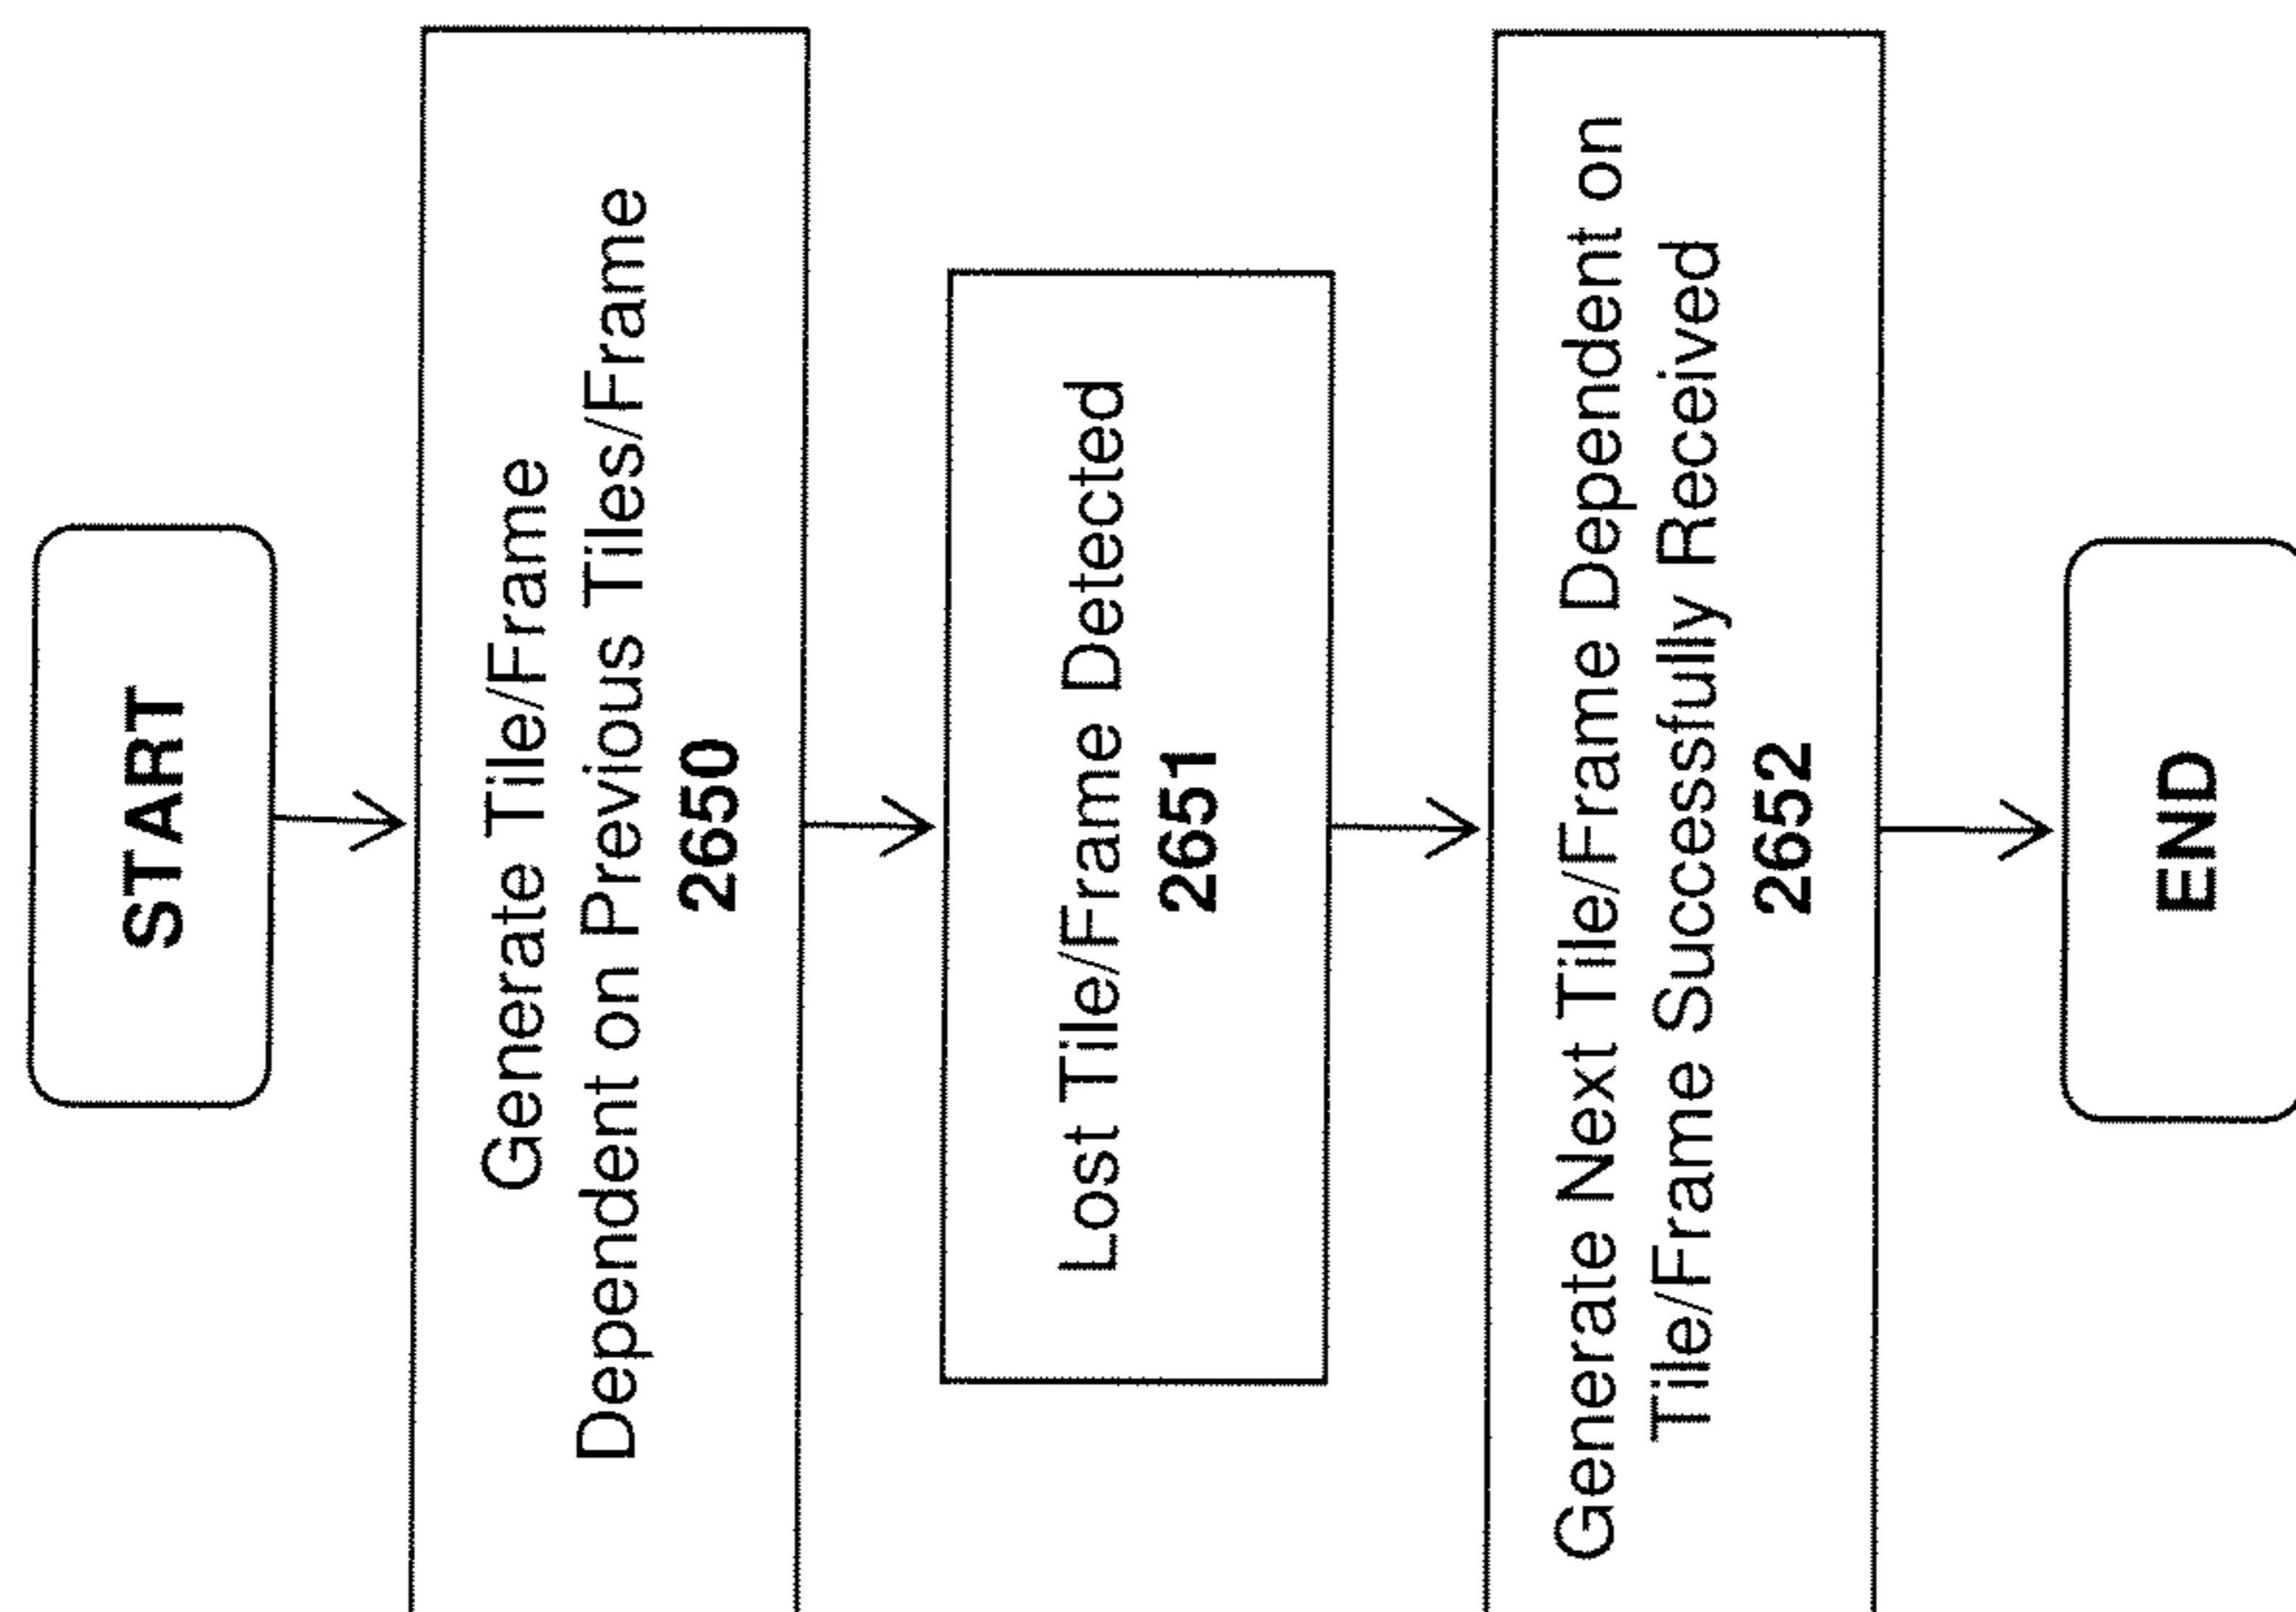 START
Generate Tile/Frame
Dependent on Previous Tiles/Frame
2650
Lost Tile/Frame Detected
2651
Generate Next Tile/Frame Dependent on
Tile/Frame Successfully Received
2652
END